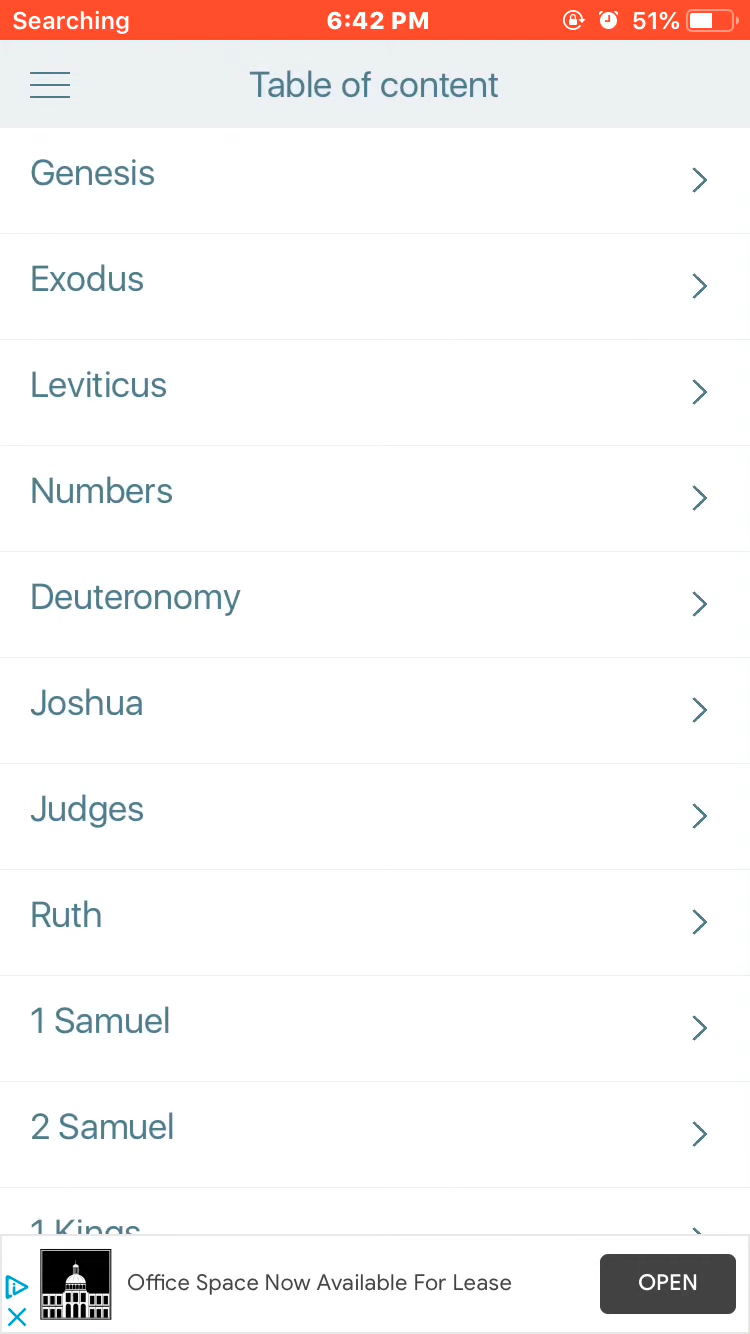 Searching 6:42 PM 51%
Table of content
Genesis
Exodus
Leviticus
Numbers
Deuteronomy
Joshua
Judges
Ruth
1 Samuel
2 Samuel
1 Kings
Office Space Now Available For Lease
OPEN